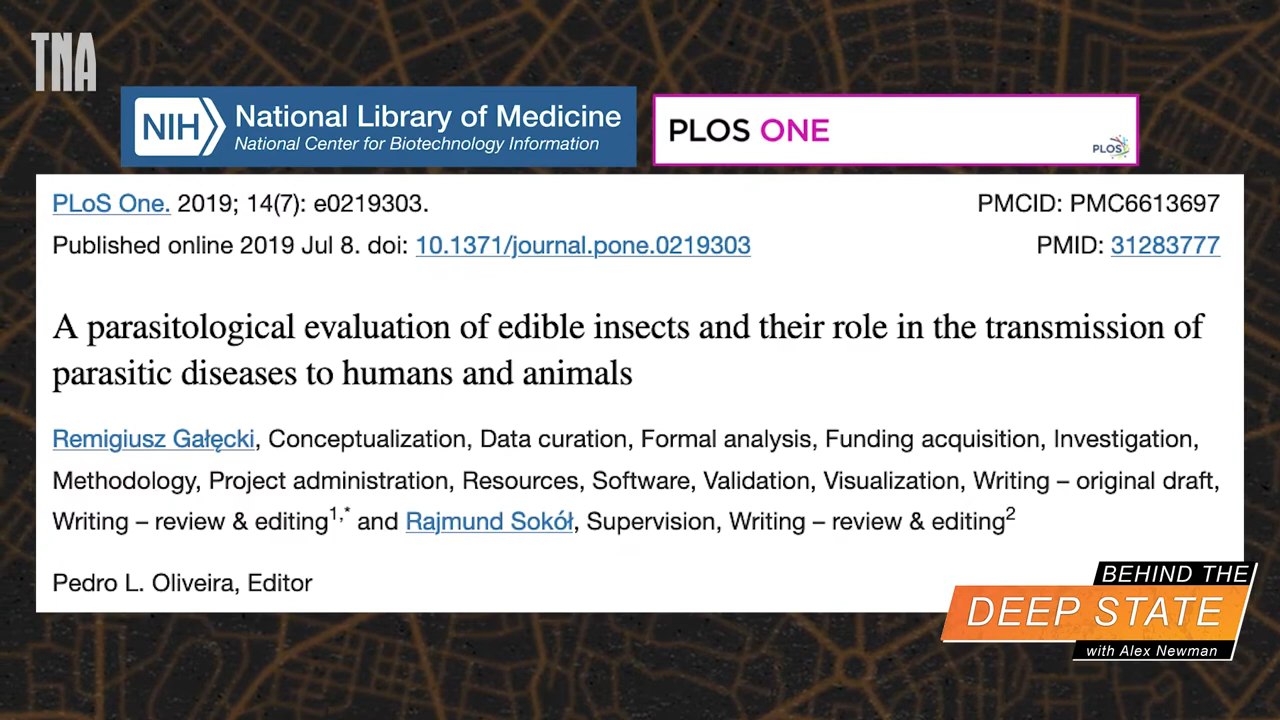 TNA
NIH National Library of Medicine
National Center for Biotechnology Information
PLOS ONE
PLOS
PLoS One. 2019; 14(7): e0219303.
PMCID: PMC6613697
Published online 2019 Jul 8. doi: 10.1371/journal.pone.0219303
PMID: 31283777
A parasitological evaluation of edible insects and their role in the transmission of
parasitic diseases to humans and animals
Remigiusz Gałęcki, Conceptualization, Data curation, Formal analysis, Funding acquisition, Investigation,
Methodology, Project administration, Resources, Software, Validation, Visualization, Writing – original draft,
Writing – review & editing1,* and Rajmund Sokół, Supervision, Writing – review & editing2
Pedro L. Oliveira, Editor
BEHIND THE
DEEP STATE
with Alex Newman